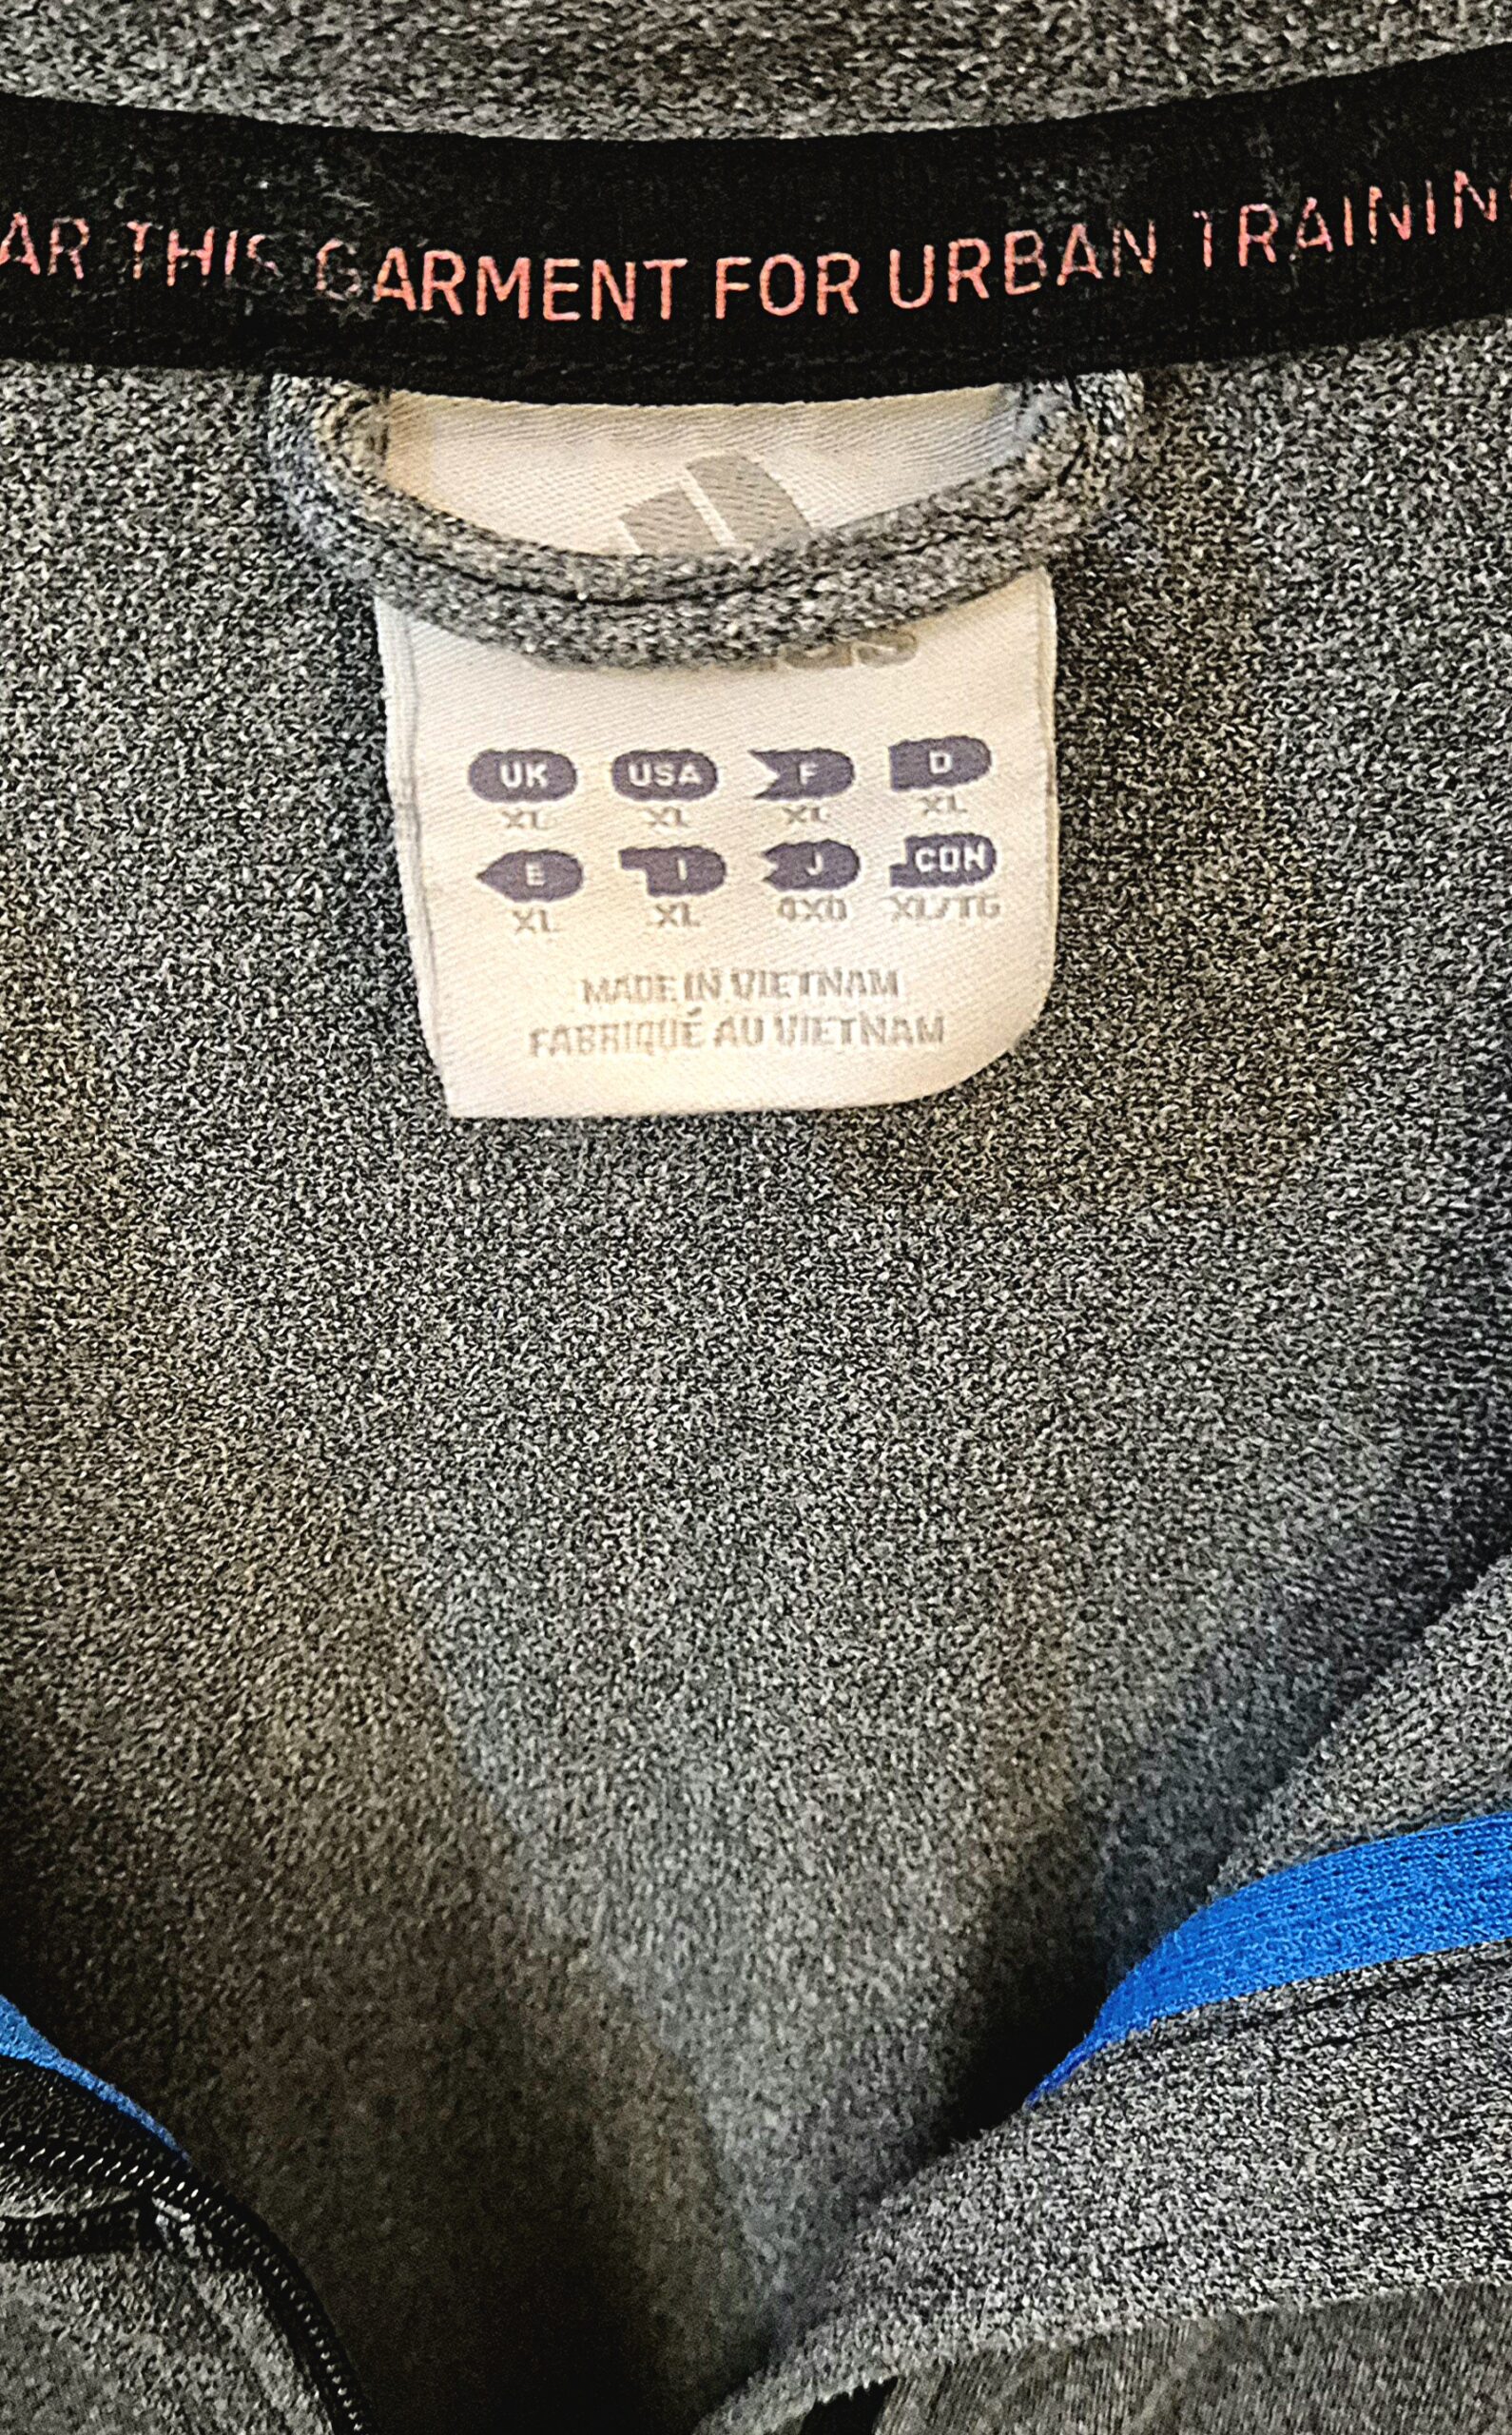 AR THIS GARMENT FOR URBAN TRAININ
UK USA F D
XL XL XL XL
E I J CDN
XL XL 4XO XL/TG
MADE IN VIETNAM
FABRIQUÉ AU VIETNAM